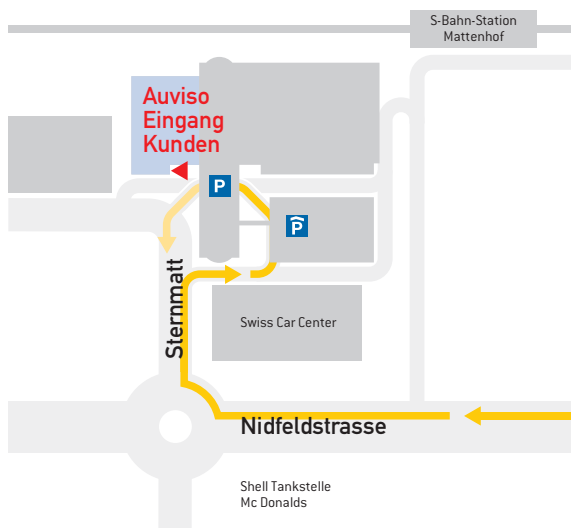 S-Bahn-Station
Mattenhof
Auviso
Eingang
Kunden
P
P
Sternmatt
Swiss Car Center
Nidfeldstrasse
Shell Tankstelle
Mc Donalds